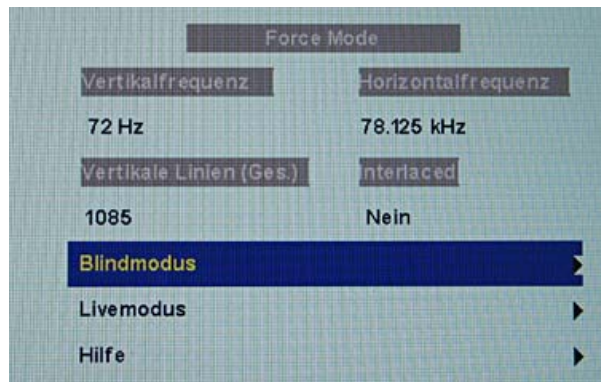 Force Mode
Vertikalfrequenz Horizontalfrequenz
72 Hz 78.125 kHz
Vertikale Linien (Ges.) Interlaced
1085 Nein
Blindmodus
Livemodus
Hilfe